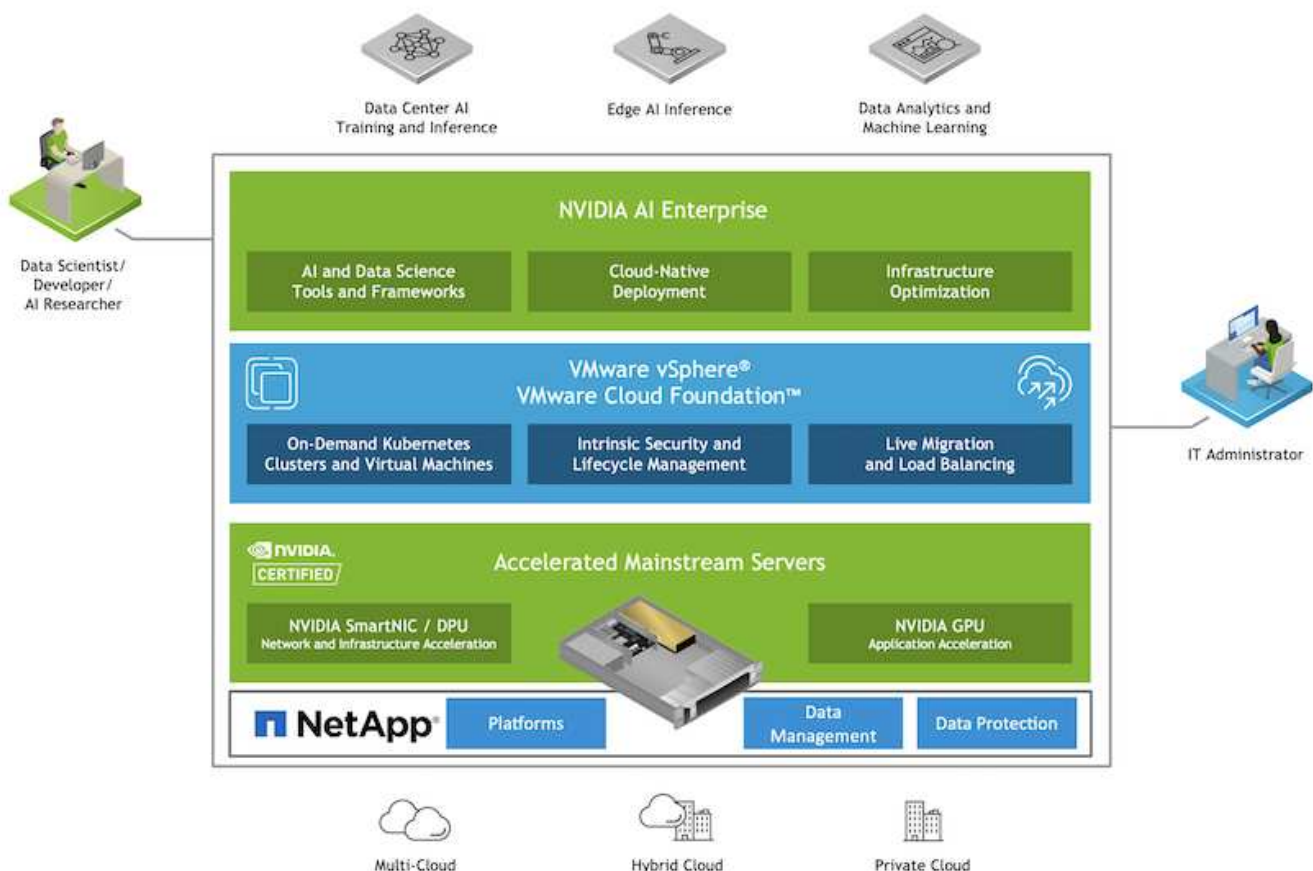 Data Center AI
Training and Inference
Edge AI Inference
Data Analytics and
Machine Learning
Data Scientist/
Developer/
AI Researcher
NVIDIA AI Enterprise
AI and Data Science
Tools and Frameworks
Cloud-Native
Deployment
Infrastructure
Optimization
VMware vSphere®
VMware Cloud Foundation™
On-Demand Kubernetes
Clusters and Virtual Machines
Intrinsic Security and
Lifecycle Management
Live Migration
and Load Balancing
IT Administrator
NVIDIA.
CERTIFIED
Accelerated Mainstream Servers
NVIDIA SmartNIC / DPU
Network and Infrastructure Acceleration
NVIDIA GPU
Application Acceleration
NetApp®
Platforms
Data
Management
Data Protection
Multi-Cloud
Hybrid Cloud
Private Cloud